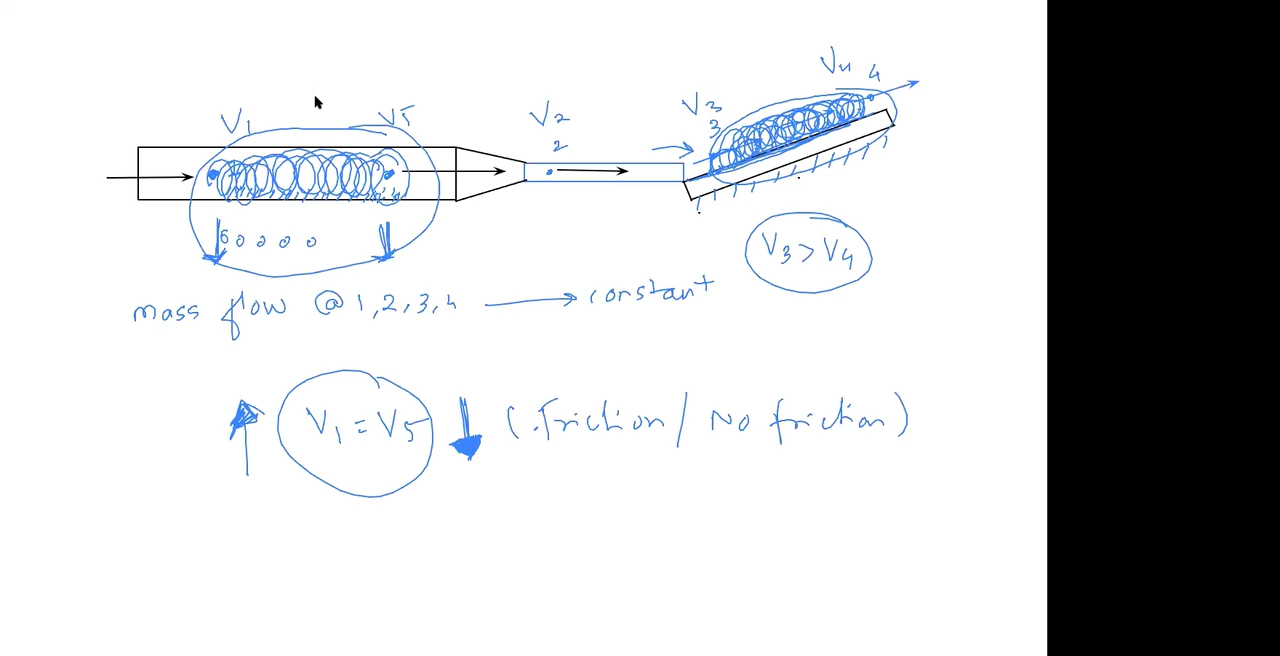 V1 V5 V2 V3 V4 4
2 3
60000
V3 > V4
mass flow @ 1,2,3,4 → constant
V1 = V5 (Friction / No friction)